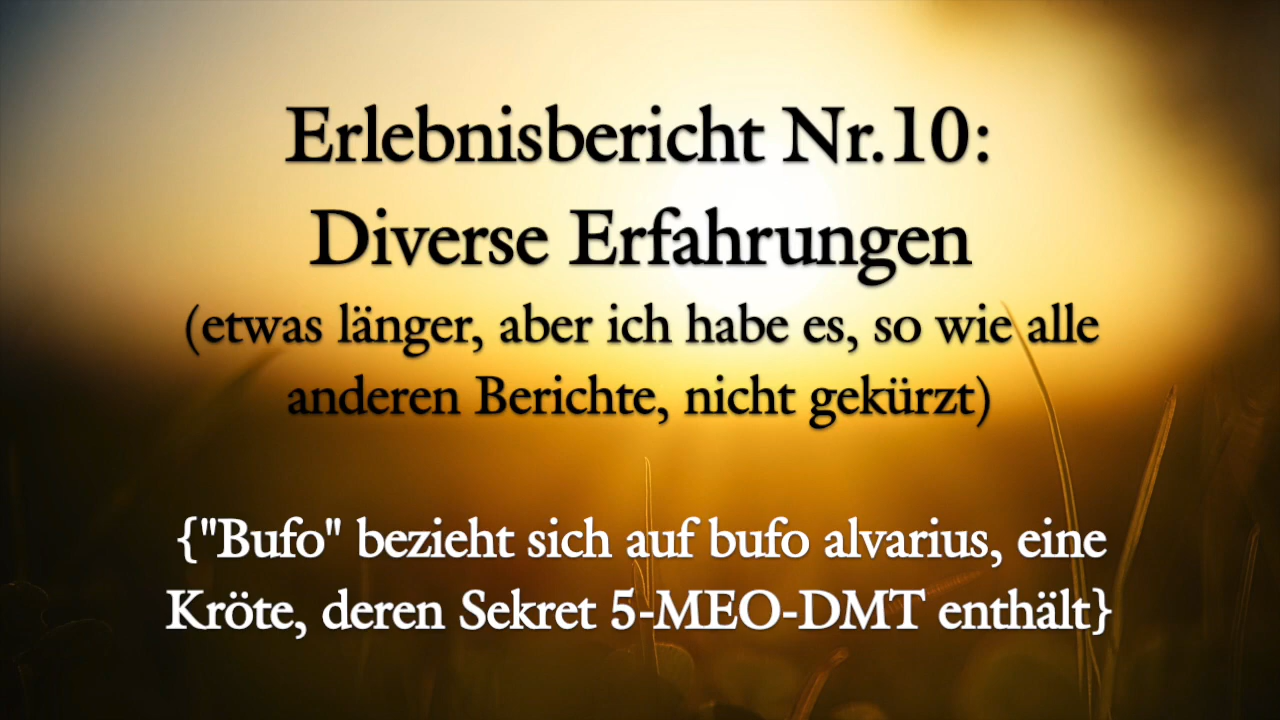 Erlebnisbericht Nr.10:
Diverse Erfahrungen
(etwas länger, aber ich habe es, so wie alle
anderen Berichte, nicht gekürzt)
{"Bufo" bezieht sich auf bufo alvarius, eine
Kröte, deren Sekret 5-MEO-DMT enthält}